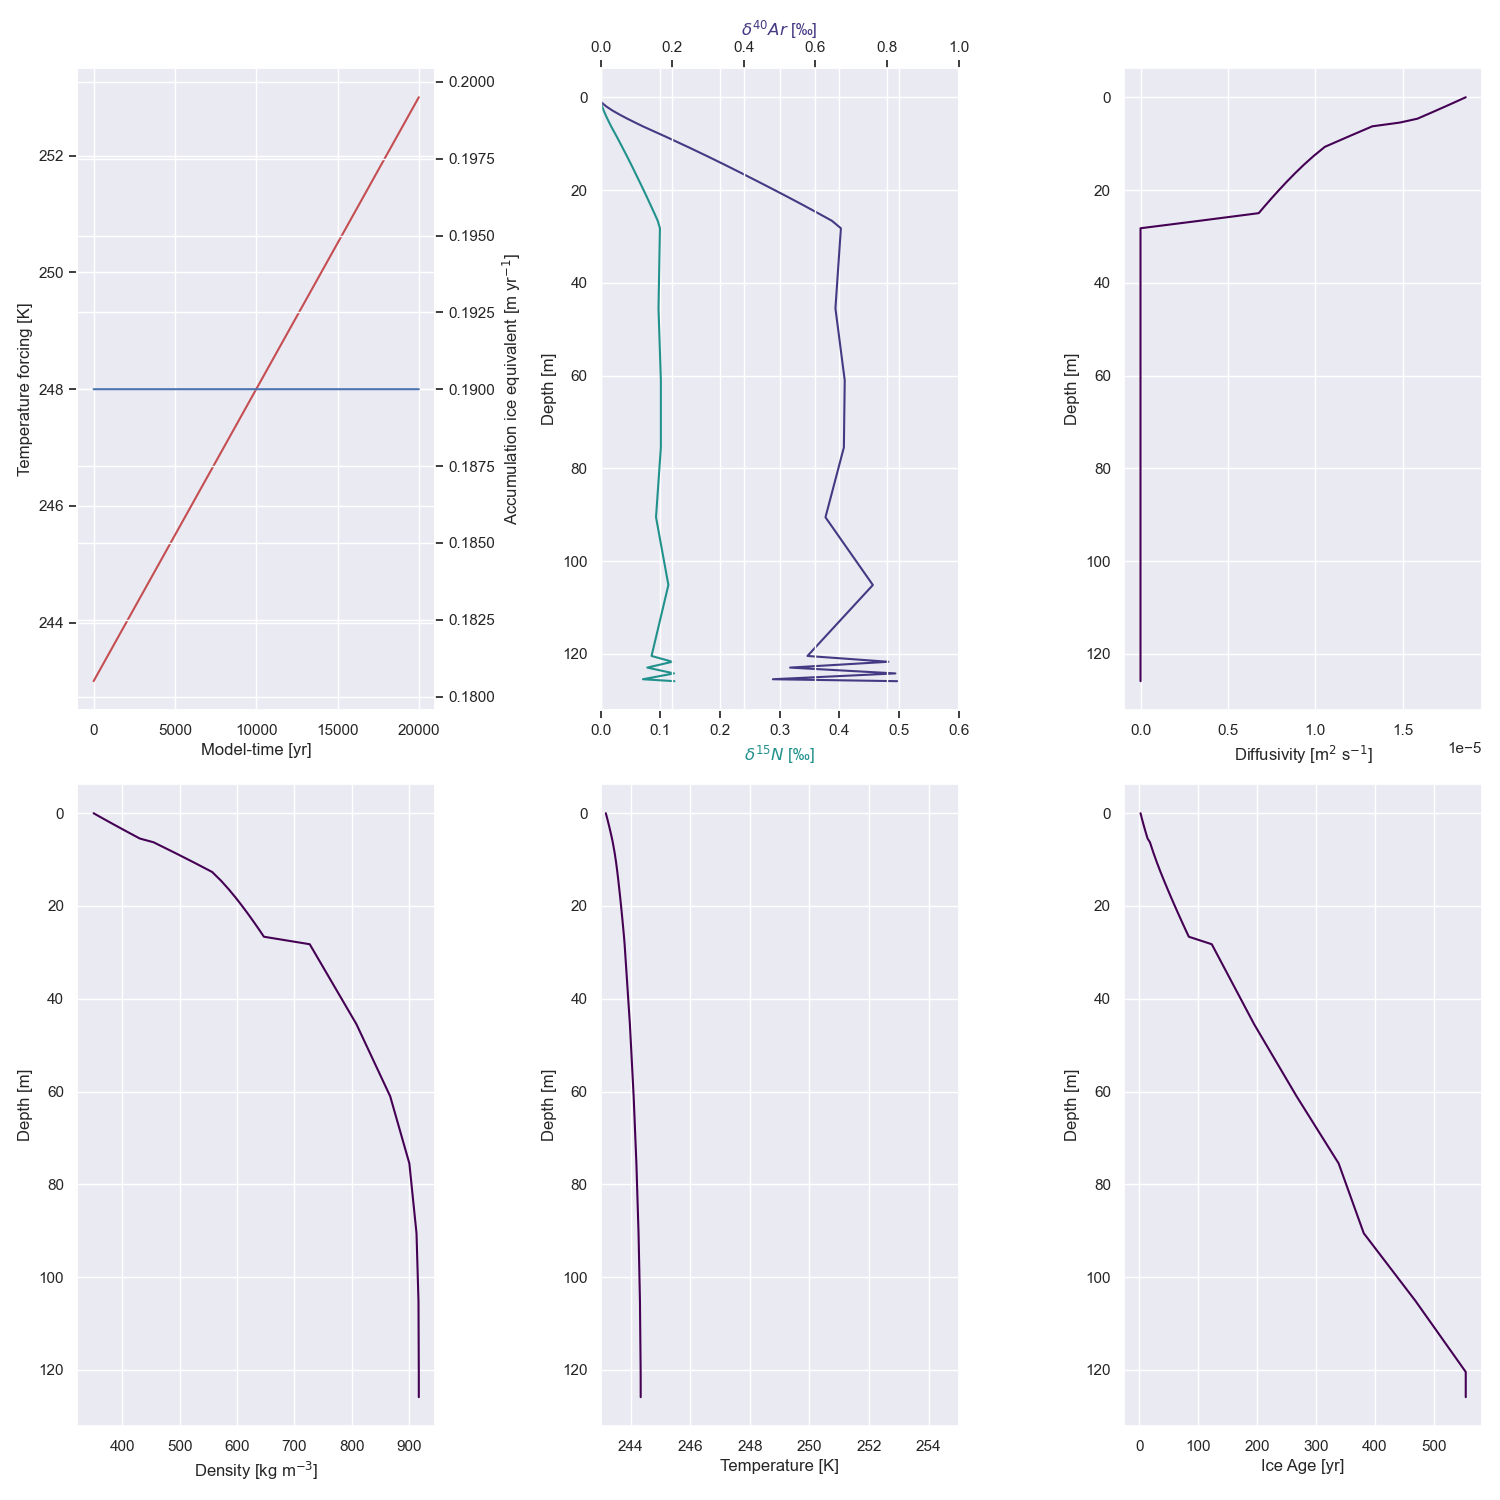 δ⁴⁰Ar [‰]
0.0 0.2 0.4 0.6 0.8 1.0
Temperature forcing [K]
252
250
248
246
244
0.2000
0.1975
0.1950
0.1925
0.1900
0.1875
0.1850
0.1825
0.1800
Accumulation ice equivalent [m yr⁻¹]
0 5000 10000 15000 20000
Model-time [yr]
Depth [m]
0
20
40
60
80
100
120
0.0 0.1 0.2 0.3 0.4 0.5 0.6
δ¹⁵N [‰]
Depth [m]
0
20
40
60
80
100
120
0.0 0.5 1.0 1.5
1e−5
Diffusivity [m² s⁻¹]
Depth [m]
0
20
40
60
80
100
120
400 500 600 700 800 900
Density [kg m⁻³]
Depth [m]
0
20
40
60
80
100
120
244 246 248 250 252 254
Temperature [K]
Depth [m]
0
20
40
60
80
100
120
0 100 200 300 400 500
Ice Age [yr]